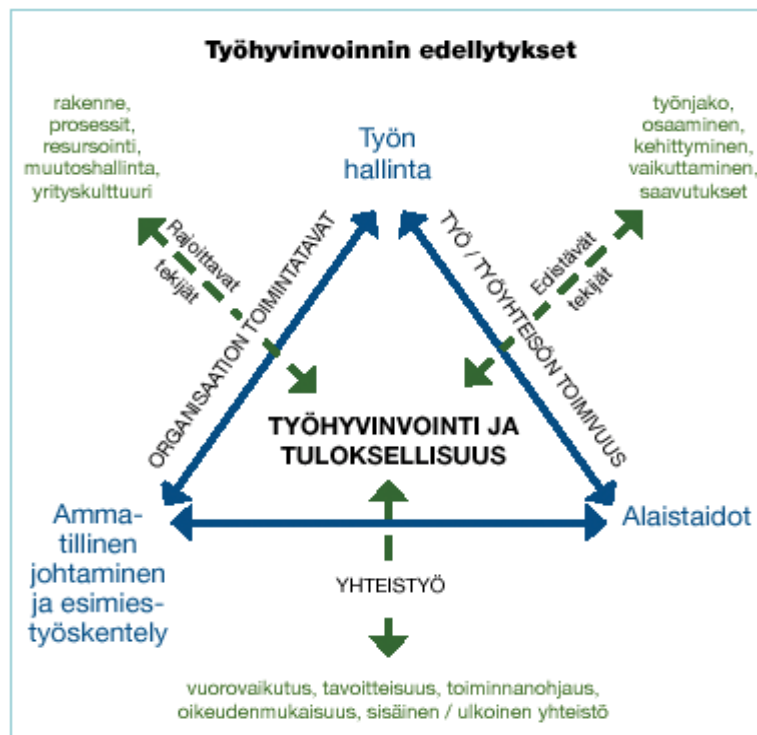 Työhyvinvoinnin edellytykset
rakenne,
prosessit,
resursointi,
muutoshallinta,
yrityskulttuuri
Työn
hallinta
työnjako,
osaaminen,
kehittyminen,
vaikuttaminen,
saavutukset
Rajoittavat
tekijät
ORGANISAATION TOIMINTATAVAT
TYÖ / TYÖYHTEISÖN TOIMIVUUS
Edistävät
tekijät
TYÖHYVINVOINTI JA
TULOKSELLISUUS
Amma-
tillinen
johtaminen
ja esimies-
työskentely
Alaistaidot
YHTEISTYÖ
vuorovaikutus, tavoitteisuus, toiminnanohjaus,
oikeudenmukaisuus, sisäinen / ulkoinen yhteistö